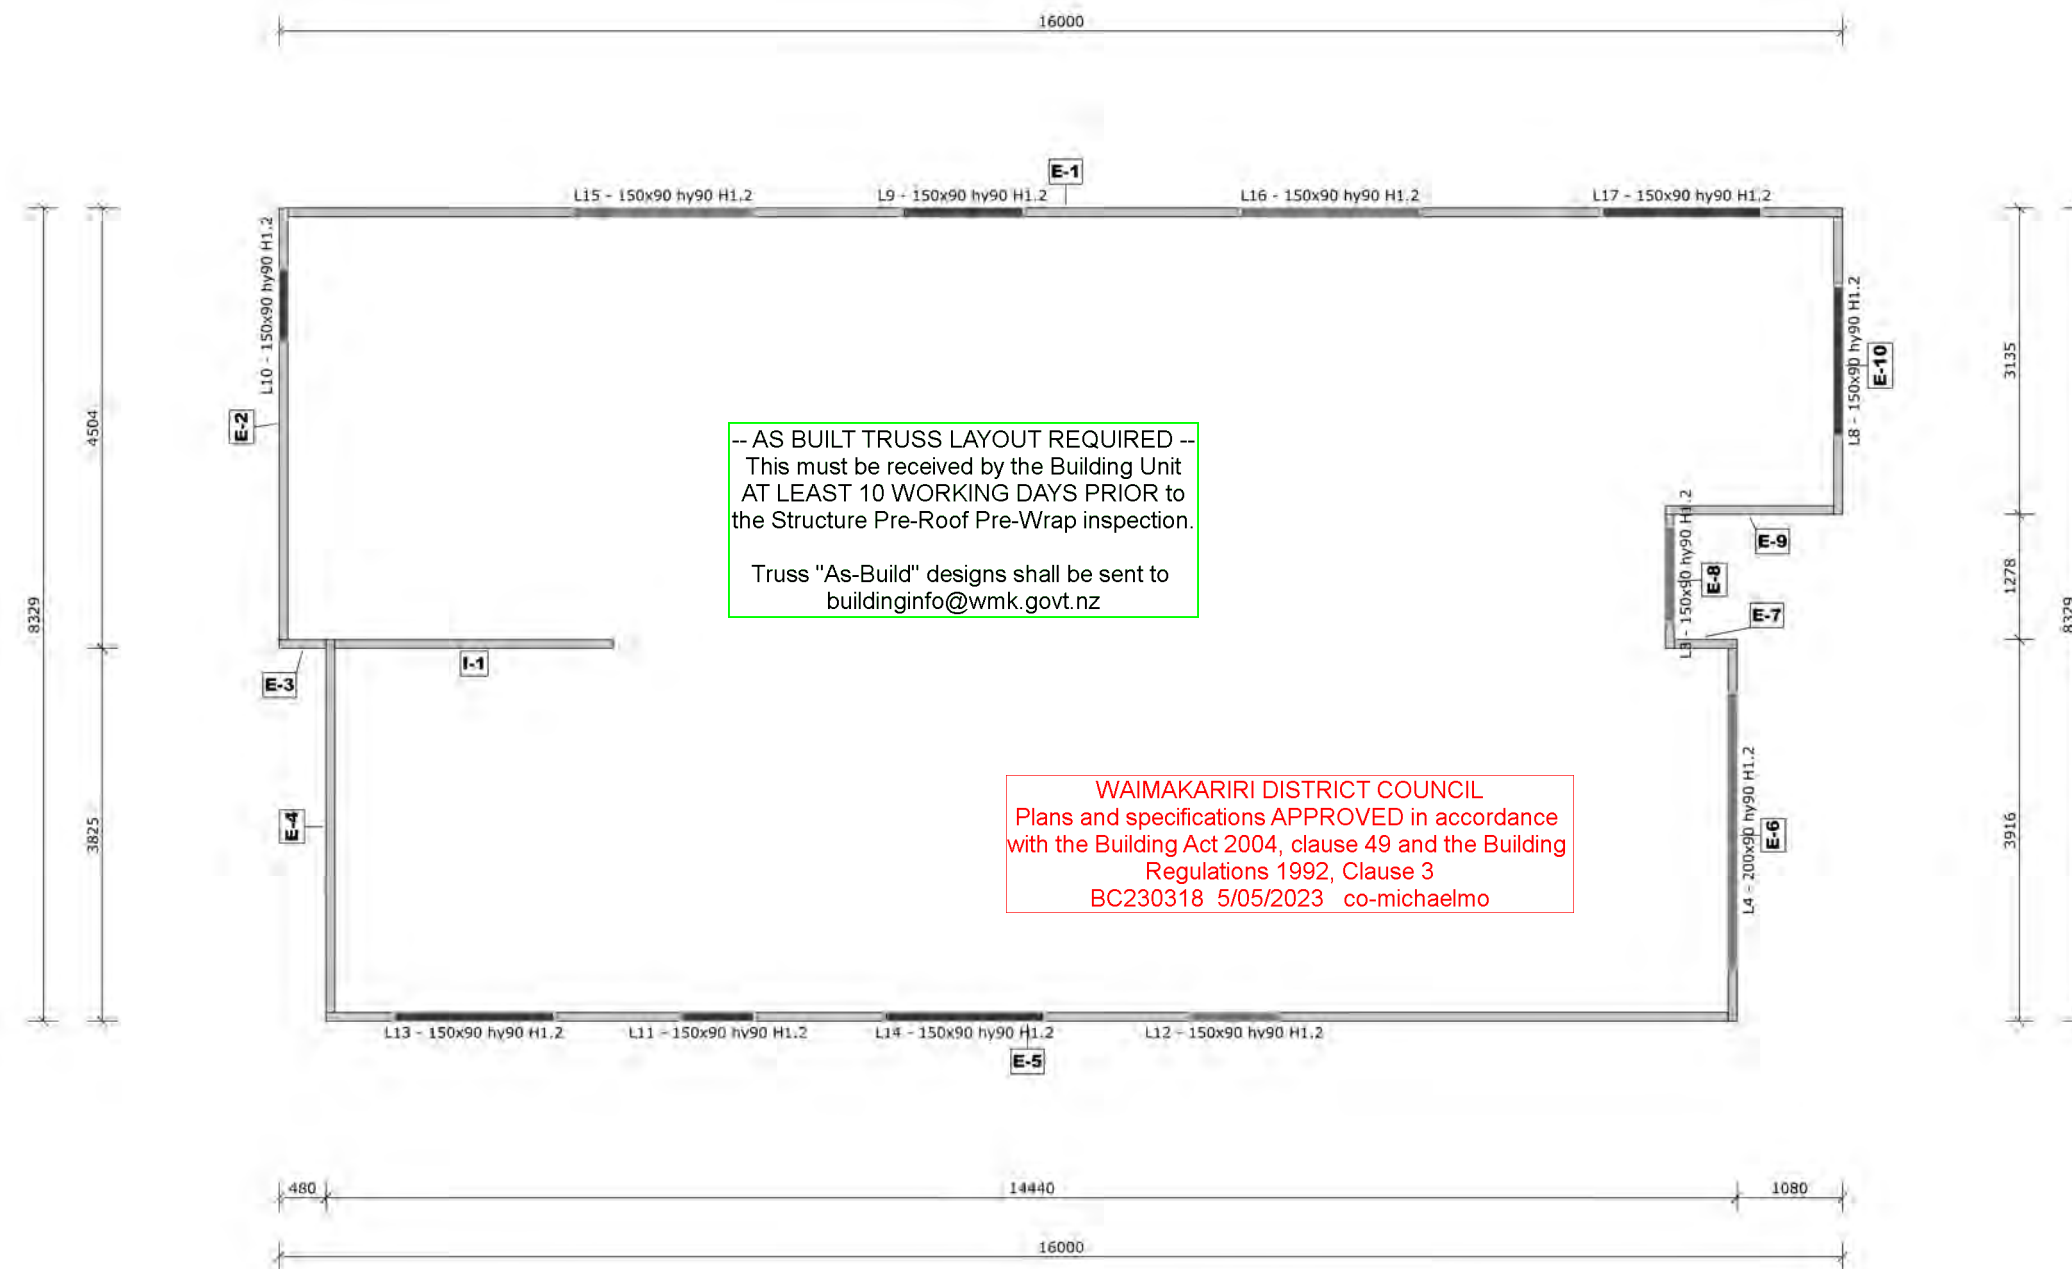 16000
E-1
L15 - 150x90 hy90 H1.2
L9 - 150x90 hy90 H1.2
L16 - 150x90 hy90 H1.2
L17 - 150x90 hy90 H1.2
L10 - 150x90 hy90 H1.2
E-2
4504
8329
3825
-- AS BUILT TRUSS LAYOUT REQUIRED --
This must be received by the Building Unit
AT LEAST 10 WORKING DAYS PRIOR to
the Structure Pre-Roof Pre-Wrap inspection.
Truss "As-Build" designs shall be sent to
buildinginfo@wmk.govt.nz
L8 - 150x90 hy90 H1.2
E-10
3135
E-9
L3 - 150x90 hy90 H1.2
E-8
E-7
1278
8329
I-1
E-3
E-4
WAIMAKARIRI DISTRICT COUNCIL
Plans and specifications APPROVED in accordance
with the Building Act 2004, clause 49 and the Building
Regulations 1992, Clause 3
BC230318 5/05/2023 co-michaelmo
L4 - 200x90 hy90 H1.2
E-6
3916
L13 - 150x90 hy90 H1.2
L11 - 150x90 hy90 H1.2
L14 - 150x90 hy90 H1.2
L12 - 150x90 hy90 H1.2
E-5
480
14440
1080
16000